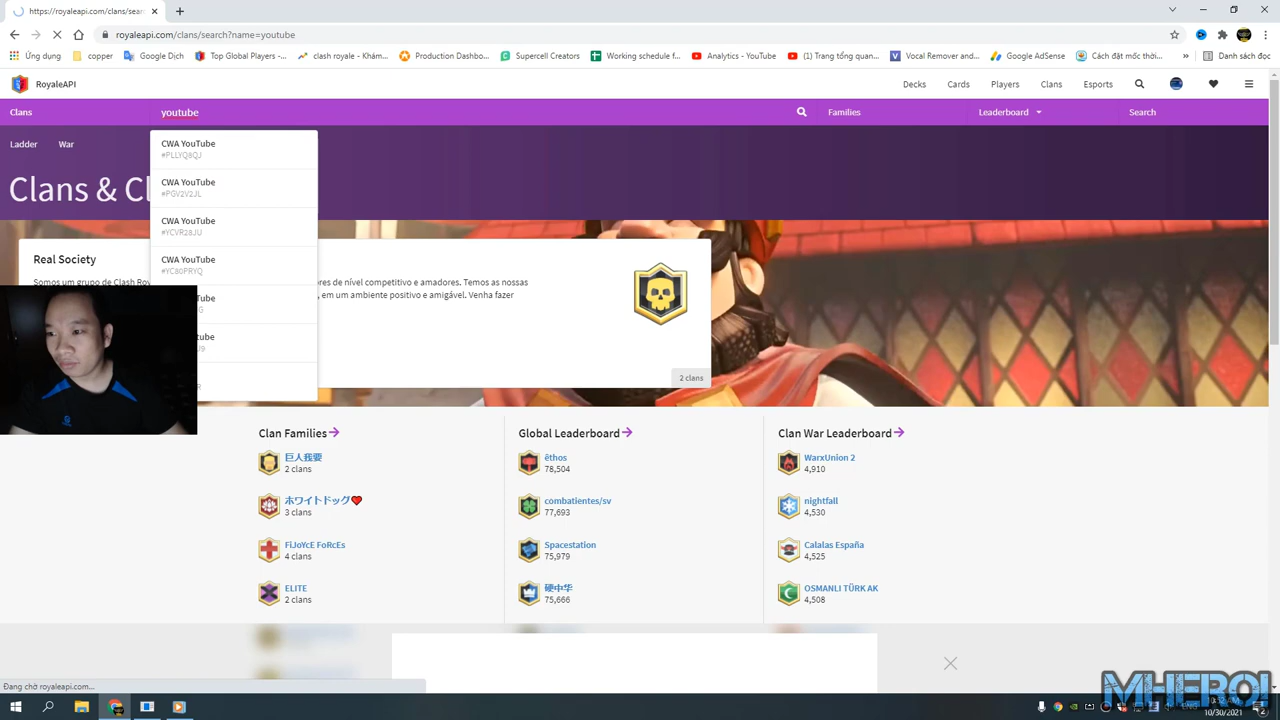 https://royaleapi.com/clans/sear
royaleapi.com/clans/search?name=youtube
Ứng dụng
copper
Google Dịch
Top Global Players -...
clash royale - Khám...
Production Dashbo...
Supercell Creators
Working schedule f...
Analytics - YouTube
(1) Trang tổng quan...
Vocal Remover and...
Google AdSense
Cài đặt mốc thời...
»
Danh sách đọc
RoyaleAPI
Decks
Cards
Players
Clans
Esports
Clans
youtube
Families
Leaderboard
Search
Ladder
War
CWA YouTube
#PLLYQ8QJ
Clans & Cl
CWA YouTube
#PGV2V2JL
CWA YouTube
#YCVR28JU
CWA YouTube
#YC80PRYQ
Tube
G
tube
J9
R
Real Society
Somos um grupo de Clash Roy
ores de nível competitivo e amadores. Temos as nossas
, em um ambiente positivo e amigável. Venha fazer
2 clans
Clan Families
巨人我要
2 clans
ホワイトドッグ❤
3 clans
FiJoYcE FoRcEs
4 clans
ELITE
2 clans
Global Leaderboard
êthos
78,504
combatientes/sv
77,693
Spacestation
75,979
硬中华
75,666
Clan War Leaderboard
WarxUnion 2
4,910
nightfall
4,530
Calalas España
4,525
OSMANLI TÜRK AK
4,508
Đang chờ royaleapi.com...
MHERO!
ENG
10/30/2021
2